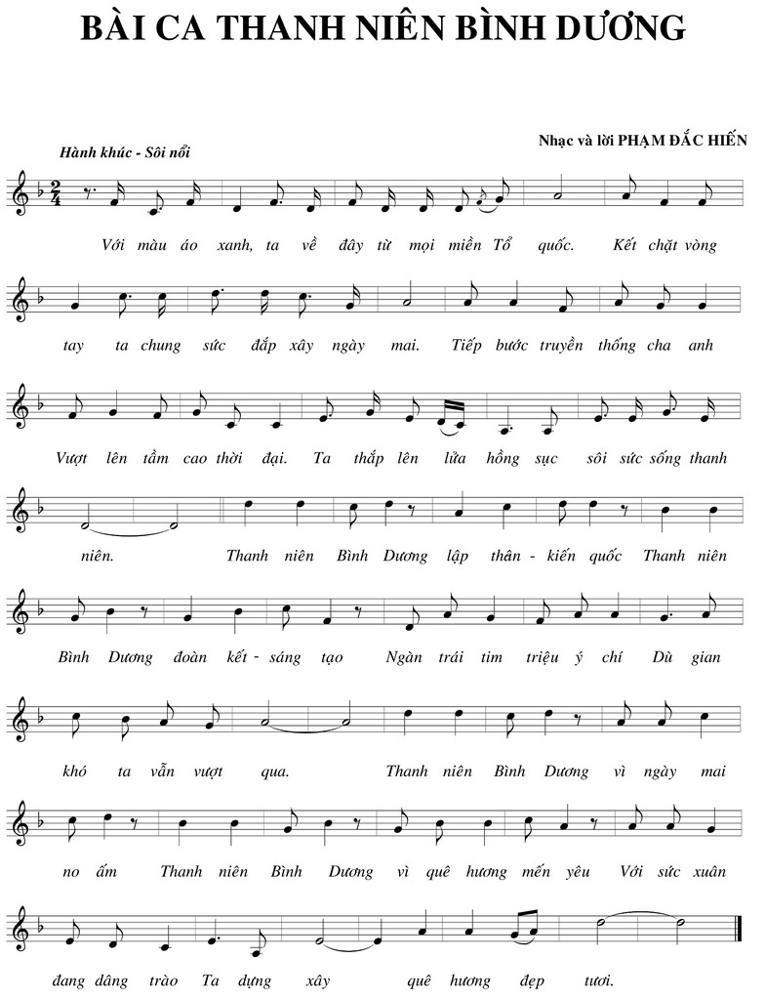 BÀI CA THANH NIÊN BÌNH DƯƠNG
Nhạc và lời PHẠM ĐẮC HIẾN
Hành khúc - Sôi nổi
2
4
Với màu áo xanh, ta về đây từ mọi miền Tổ quốc. Kết chặt vòng
tay ta chung sức đắp xây ngày mai. Tiếp bước truyền thống cha anh
Vượt lên tầm cao thời đại. Ta thắp lên lửa hồng sục sôi sức sống thanh
niên. Thanh niên Bình Dương lập thân - kiến quốc Thanh niên
Bình Dương đoàn kết - sáng tạo Ngàn trái tim triệu ý chí Dù gian
khó ta vẫn vượt qua. Thanh niên Bình Dương vì ngày mai
no ấm Thanh niên Bình Dương vì quê hương mến yêu Với sức xuân
đang dâng trào Ta dựng xây quê hương đẹp tươi.